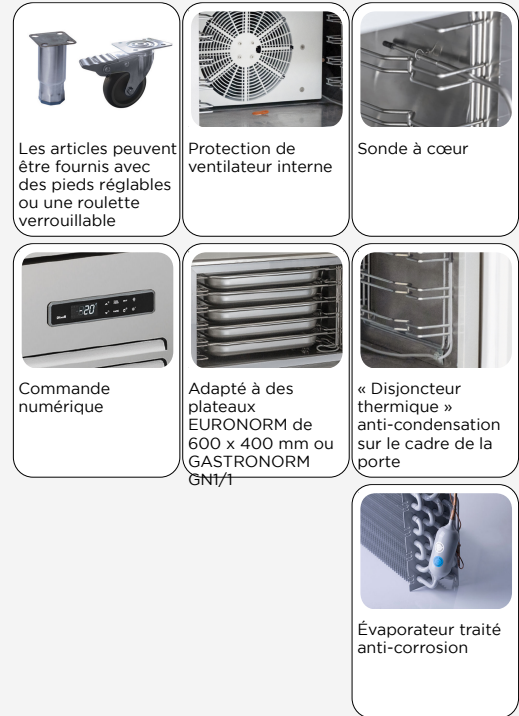 Les articles peuvent
être fournis avec
des pieds réglables
ou une roulette
verrouillable
Protection de
ventilateur interne
Sonde à cœur
-20
Commande
numérique
Adapté à des
plateaux
EURONORM de
600 x 400 mm ou
GASTRONORM
GN1/1
« Disjoncteur
thermique »
anti-condensation
sur le cadre de la
porte
Évaporateur traité
anti-corrosion